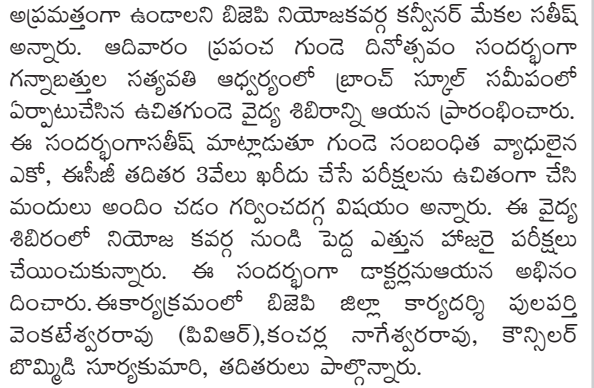 అప్రమత్తంగా ఉండాలని బిజెపి నియోజకవర్గ కన్వీనర్ మేకల సతీష్
అన్నారు. ఆదివారం ప్రపంచ గుండె దినోత్సవం సందర్భంగా
గన్నాబత్తుల సత్యవతి ఆధ్వర్యంలో బ్రాంచ్ స్కూల్ సమీపంలో
ఏర్పాటుచేసిన ఉచితగుండె వైద్య శిబిరాన్ని ఆయన ప్రారంభించారు.
ఈ సందర్భంగాసతీష్ మాట్లాడుతూ గుండె సంబంధిత వ్యాధులైన
ఎకో, ఈసీజీ తదితర 3వేలు ఖరీదు చేసే పరీక్షలను ఉచితంగా చేసి
మందులు అందిం చడం గర్వించదగ్గ విషయం అన్నారు. ఈ వైద్య
శిబిరంలో నియోజ కవర్గ నుండి పెద్ద ఎత్తున హాజరై పరీక్షలు
చేయించుకున్నారు. ఈ సందర్భంగా డాక్టర్లనుఆయన అభినం
దించారు.ఈకార్యక్రమంలో బిజెపి జిల్లా కార్యదర్శి పులపర్తి
వెంకటేశ్వరరావు (పివిఆర్),కంచర్ల నాగేశ్వరరావు, కౌన్సిలర్
బొమ్మిడి సూర్యకుమారి, తదితరులు పాల్గొన్నారు.